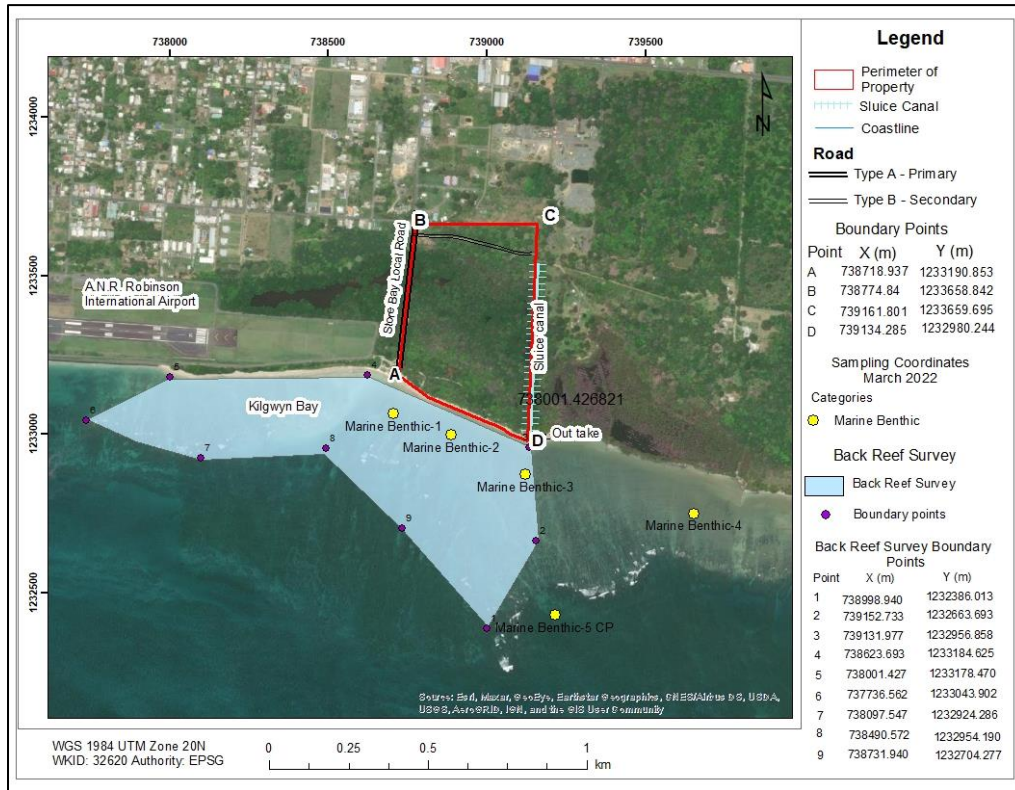 738000
738500
739000
739500
1234000
1233500
1233000
1232500
B
C
Store Bay Local Road
A.N.R. Robinson
International Airport
Sluice canal
A
738001.426821
Kilgwyn Bay
D
Out take
Marine Benthic-1
Marine Benthic-2
Marine Benthic-3
Marine Benthic-4
Marine Benthic-5 CP
5
4
6
7
8
9
2
N
Source: Esri, Maxar, GeoEye, Earthstar Geographics, CNES/Airbus DS, USDA,
USGS, AeroGRID, IGN, and the GIS User Community
WGS 1984 UTM Zone 20N
WKID: 32620 Authority: EPSG
0 0.25 0.5 1
km
Legend
Perimeter of
Property
Sluice Canal
Coastline
Road
Type A - Primary
Type B - Secondary
Boundary Points
Point X (m) Y (m)
A 738718.937 1233190.853
B 738774.84 1233658.842
C 739161.801 1233659.695
D 739134.285 1232980.244
Sampling Coordinates
March 2022
Categories
Marine Benthic
Back Reef Survey
Back Reef Survey
Boundary points
Back Reef Survey Boundary
Points
Point X (m) Y (m)
1 738998.940 1232386.013
2 739152.733 1232663.693
3 739131.977 1232956.858
4 738623.693 1233184.625
5 738001.427 1233178.470
6 737736.562 1233043.902
7 738097.547 1232924.286
8 738490.572 1232954.190
9 738731.940 1232704.277